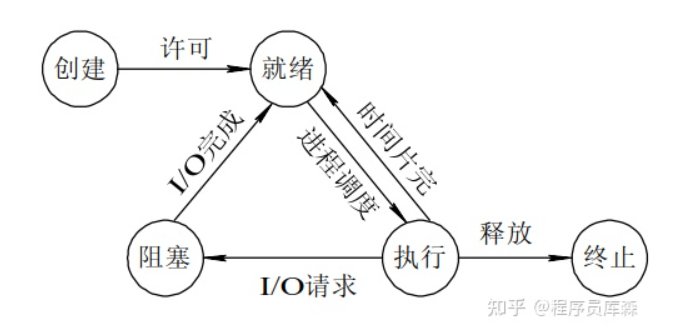 创建
许可
就绪
I/O完成
进程调度
时间片完
阻塞
I/O请求
执行
释放
终止
知乎 @程序员库森